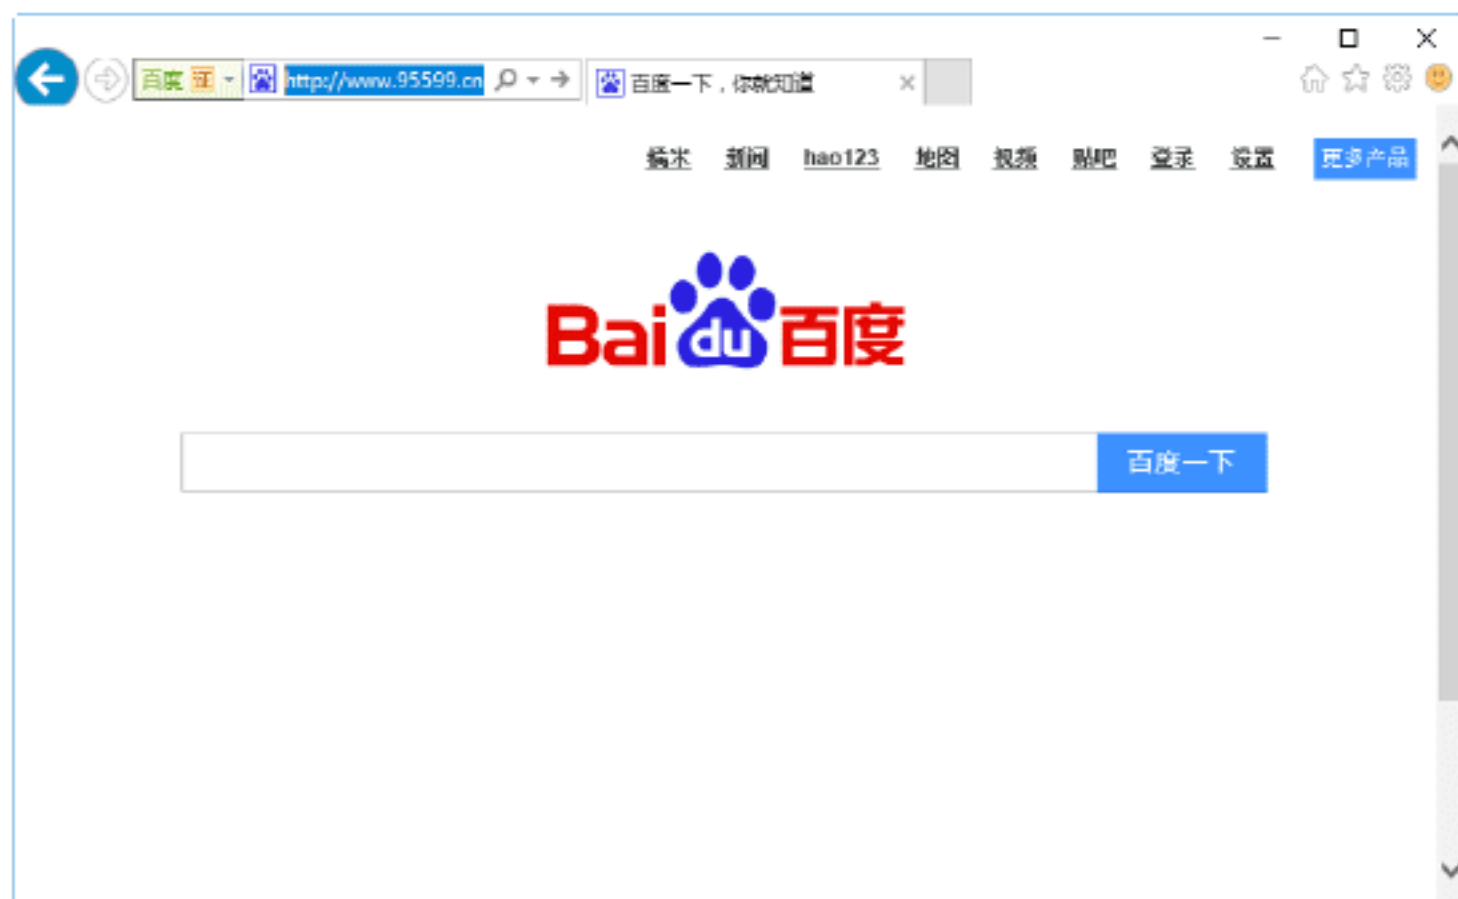 百度 证 http://www.95599.cn 百度一下，你就知道
糯米 新闻 hao123 地图 视频 贴吧 登录 设置 更多产品
Bai du 百度
百度一下